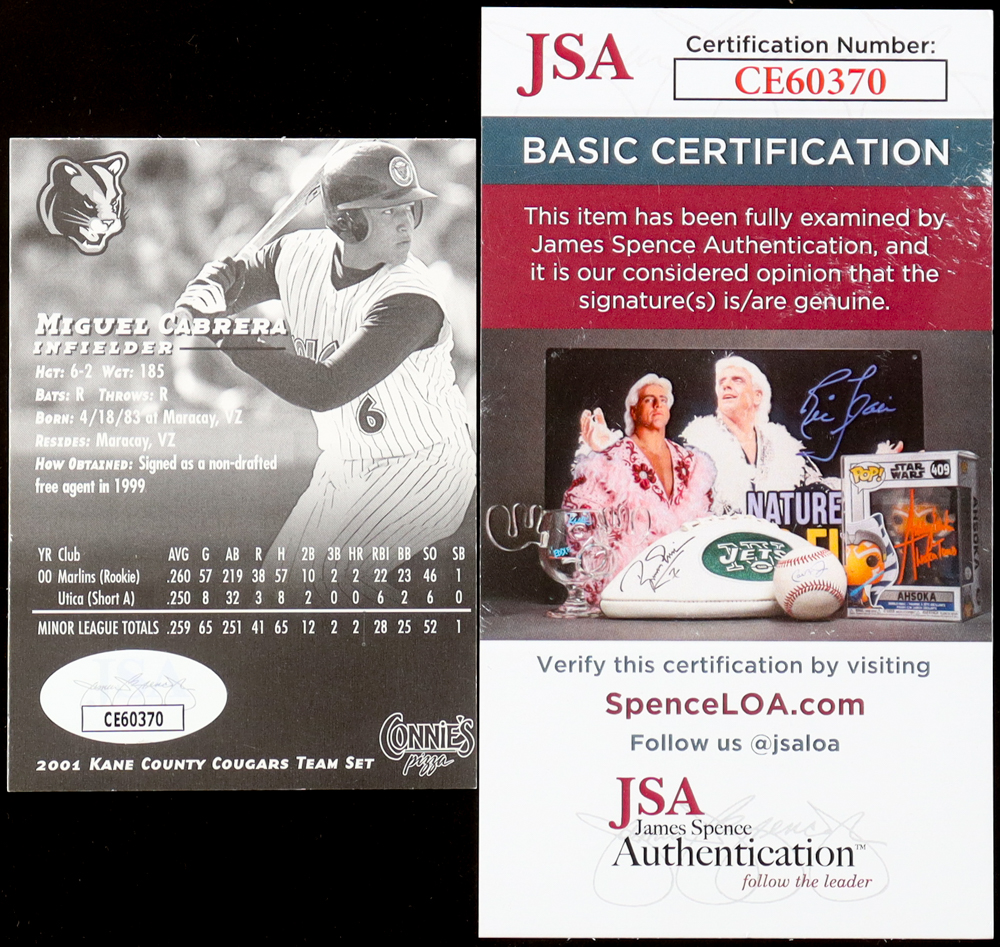 MIGUEL CABRERA
INFIELDER
HGT: 6-2 WGT: 185
BATS: R THROWS: R
BORN: 4/18/83 at Maracay, VZ
RESIDES: Maracay, VZ
HOW OBTAINED: Signed as a non-drafted
free agent in 1999
6
YR Club AVG G AB R H 2B 3B HR RBI BB SO SB
00 Marlins (Rookie) .260 57 219 38 57 10 2 2 22 23 46 1
Utica (Short A) .250 8 32 3 8 2 0 0 6 2 6 0
MINOR LEAGUE TOTALS .259 65 251 41 65 12 2 2 28 25 52 1
JSA
CE60370
CONNIE'S
pizza
2001 KANE COUNTY COUGARS TEAM SET
JSA
Certification Number:
CE60370
BASIC CERTIFICATION
This item has been fully examined by
James Spence Authentication, and
it is our considered opinion that the
signature(s) is/are genuine.
Ric Flair
NATURE
JETS
POP! STAR WARS 409
AHSOKA
Verify this certification by visiting
SpenceLOA.com
Follow us @jsaloa
JSA
James Spence
Authentication™
follow the leader